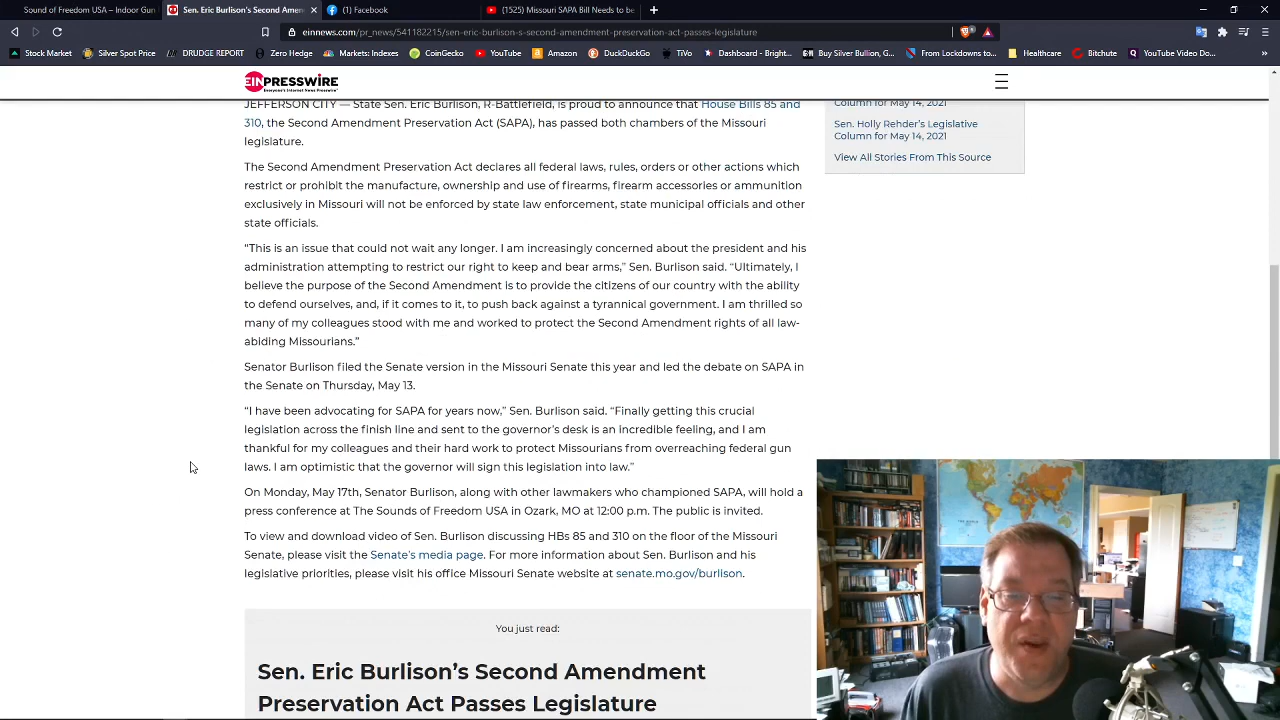 Sound of Freedom USA – Indoor Gun
Sen. Eric Burlison's Second Amen
(1) Facebook
(1525) Missouri SAPA Bill Needs to be
einnews.com/pr_news/541182215/sen-eric-burlison-s-second-amendment-preservation-act-passes-legislature
Stock Market
Silver Spot Price
DRUDGE REPORT
Zero Hedge
Markets: Indexes
CoinGecko
YouTube
Amazon
DuckDuckGo
TiVo
Dashboard - Bright...
Buy Silver Bullion, G...
Healthcare
Bitchute
YouTube Video Dow...
EINPRESSWIRE
Everyone's Internet News Presswire
JEFFERSON CITY — State Sen. Eric Burlison, R-Battlefield, is proud to announce that House Bills 85 and
310, the Second Amendment Preservation Act (SAPA), has passed both chambers of the Missouri
legislature.
The Second Amendment Preservation Act declares all federal laws, rules, orders or other actions which
restrict or prohibit the manufacture, ownership and use of firearms, firearm accessories or ammunition
exclusively in Missouri will not be enforced by state law enforcement, state municipal officials and other
state officials.
"This is an issue that could not wait any longer. I am increasingly concerned about the president and his
administration attempting to restrict our right to keep and bear arms," Sen. Burlison said. "Ultimately, I
believe the purpose of the Second Amendment is to provide the citizens of our country with the ability
to defend ourselves, and, if it comes to it, to push back against a tyrannical government. I am thrilled so
many of my colleagues stood with me and worked to protect the Second Amendment rights of all law-
abiding Missourians."
Senator Burlison filed the Senate version in the Missouri Senate this year and led the debate on SAPA in
the Senate on Thursday, May 13.
"I have been advocating for SAPA for years now," Sen. Burlison said. "Finally getting this crucial
legislation across the finish line and sent to the governor's desk is an incredible feeling, and I am
thankful for my colleagues and their hard work to protect Missourians from overreaching federal gun
laws. I am optimistic that the governor will sign this legislation into law."
On Monday, May 17th, Senator Burlison, along with other lawmakers who championed SAPA, will hold a
press conference at The Sounds of Freedom USA in Ozark, MO at 12:00 p.m. The public is invited.
To view and download video of Sen. Burlison discussing HBs 85 and 310 on the floor of the Missouri
Senate, please visit the Senate's media page. For more information about Sen. Burlison and his
legislative priorities, please visit his office Missouri Senate website at senate.mo.gov/burlison.
You just read:
Sen. Eric Burlison's Second Amendment
Preservation Act Passes Legislature
Column for May 14, 2021
Sen. Holly Rehder's Legislative
Column for May 14, 2021
View All Stories From This Source